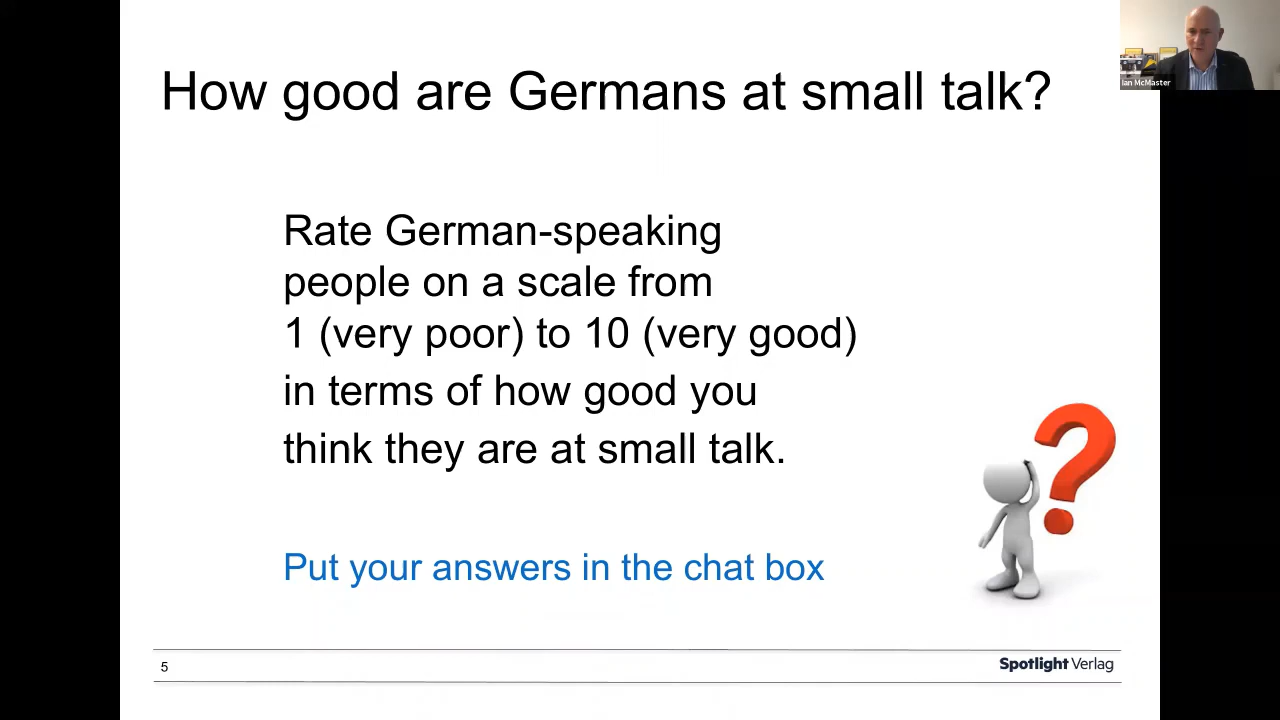 How good are Germans at small talk?
Ian McMaster
Rate German-speaking
people on a scale from
1 (very poor) to 10 (very good)
in terms of how good you
think they are at small talk.
Put your answers in the chat box
5
Spotlight Verlag